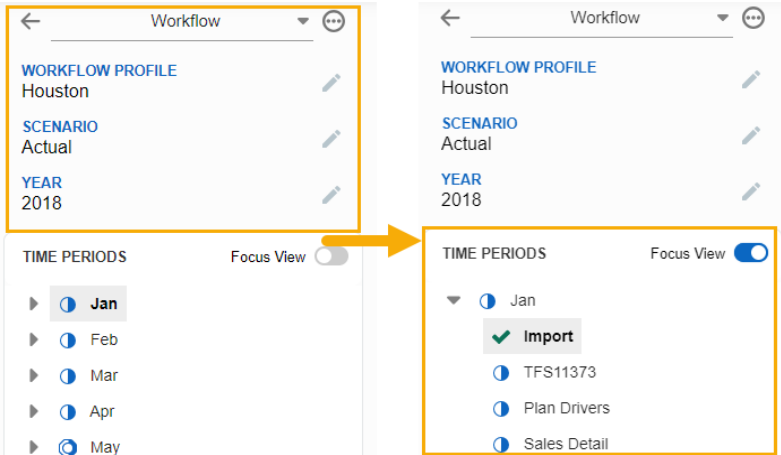 Workflow
WORKFLOW PROFILE
Houston
SCENARIO
Actual
YEAR
2018
TIME PERIODS Focus View
Jan
Feb
Mar
Apr
May
Workflow
WORKFLOW PROFILE
Houston
SCENARIO
Actual
YEAR
2018
TIME PERIODS Focus View
Jan
Import
TFS11373
Plan Drivers
Sales Detail